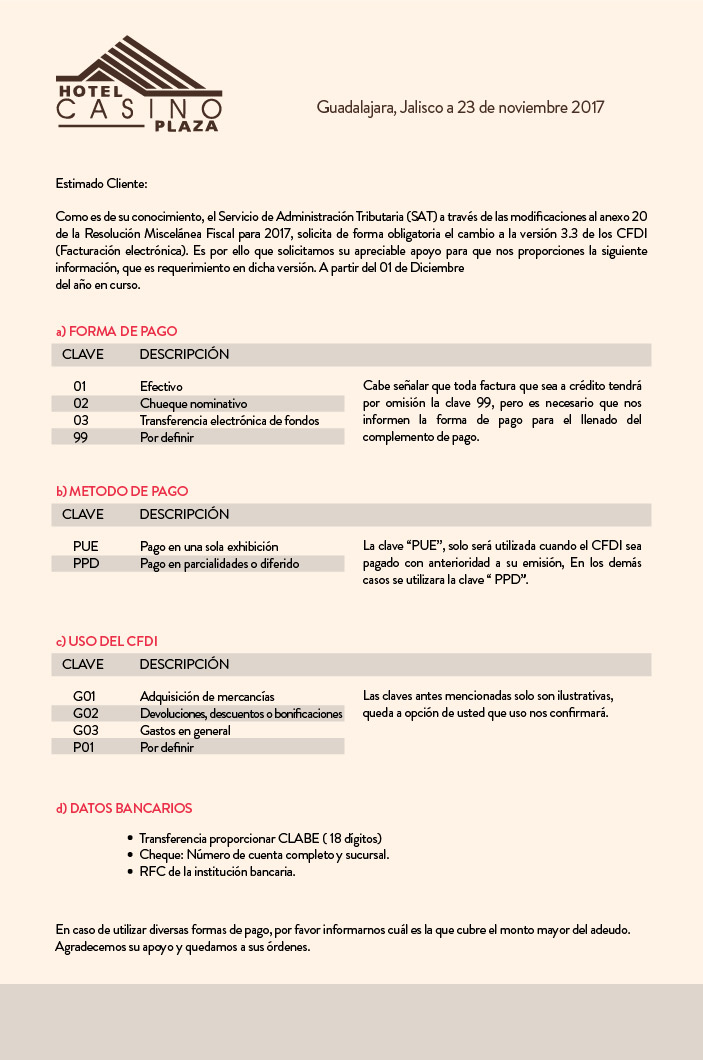 HOTEL
CASINO
PLAZA
Guadalajara, Jalisco a 23 de noviembre 2017
Estimado Cliente:
Como es de su conocimiento, el Servicio de Administración Tributaria (SAT) a través de las modificaciones al anexo 20
de la Resolución Miscelánea Fiscal para 2017, solicita de forma obligatoria el cambio a la versión 3.3 de los CFDI
(Facturación electrónica). Es por ello que solicitamos su apreciable apoyo para que nos proporciones la siguiente
información, que es requerimiento en dicha versión. A partir del 01 de Diciembre
del año en curso.
a) FORMA DE PAGO
CLAVE DESCRIPCIÓN
01 Efectivo
02 Chueque nominativo
03 Transferencia electrónica de fondos
99 Por definir
Cabe señalar que toda factura que sea a crédito tendrá
por omisión la clave 99, pero es necesario que nos
informen la forma de pago para el llenado del
complemento de pago.
b) METODO DE PAGO
CLAVE DESCRIPCIÓN
PUE Pago en una sola exhibición
PPD Pago en parcialidades o diferido
La clave “PUE”, solo será utilizada cuando el CFDI sea
pagado con anterioridad a su emisión, En los demás
casos se utilizara la clave “ PPD”.
c) USO DEL CFDI
CLAVE DESCRIPCIÓN
G01 Adquisición de mercancías
G02 Devoluciones, descuentos o bonificaciones
G03 Gastos en general
P01 Por definir
Las claves antes mencionadas solo son ilustrativas,
queda a opción de usted que uso nos confirmará.
d) DATOS BANCARIOS
• Transferencia proporcionar CLABE ( 18 dígitos)
• Cheque: Número de cuenta completo y sucursal.
• RFC de la institución bancaria.
En caso de utilizar diversas formas de pago, por favor informarnos cuál es la que cubre el monto mayor del adeudo.
Agradecemos su apoyo y quedamos a sus órdenes.